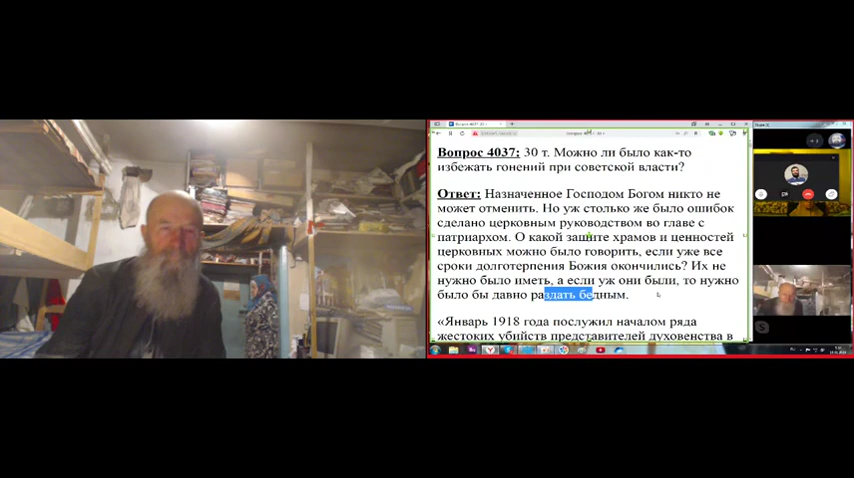 Вопрос 4037: 30 т. Можно ли было как-то
избежать гонений при советской власти?
Ответ: Назначенное Господом Богом никто не
может отменить. Но уж столько же было ошибок
сделано церковным руководством во главе с
патриархом. О какой защите храмов и ценностей
церковных можно было говорить, если уже все
сроки долготерпения Божия окончились? Их не
нужно было иметь, а если уж они были, то нужно
было бы давно раздать бедным.
«Январь 1918 года послужил началом ряда
жестоких убийств представителей духовенства в